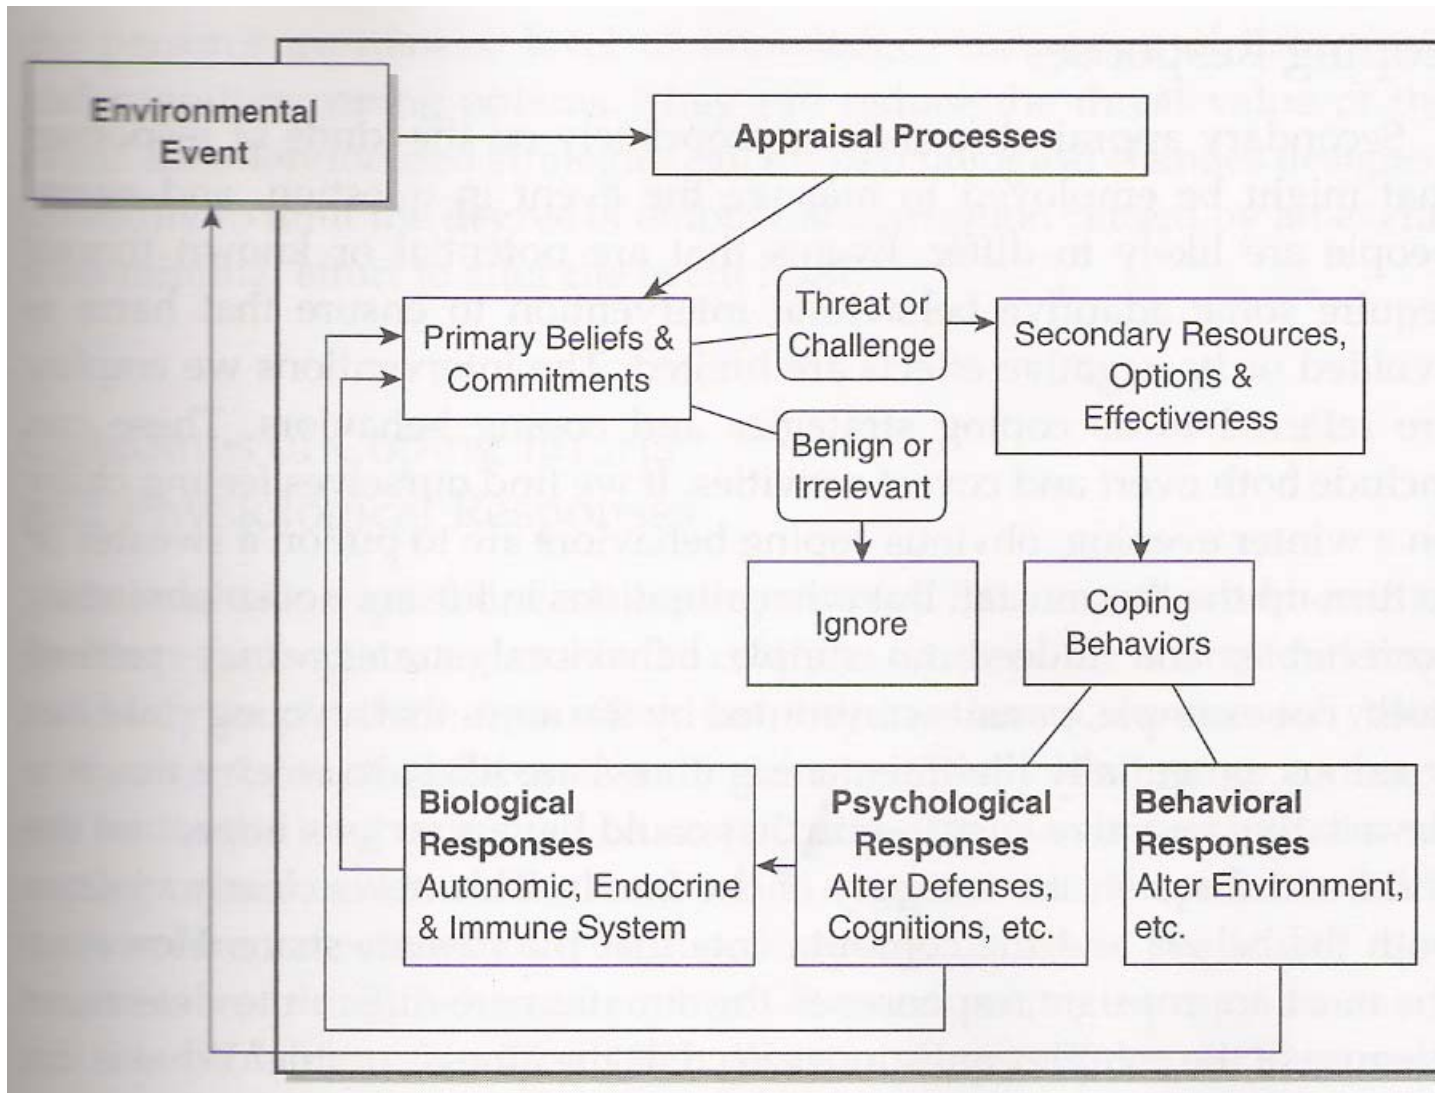 Environmental
Event
Appraisal Processes
Primary Beliefs &
Commitments
Threat or
Challenge
Benign or
Irrelevant
Secondary Resources,
Options &
Effectiveness
Ignore
Coping
Behaviors
Biological
Responses
Autonomic, Endocrine
& Immune System
Psychological
Responses
Alter Defenses,
Cognitions, etc.
Behavioral
Responses
Alter Environment,
etc.